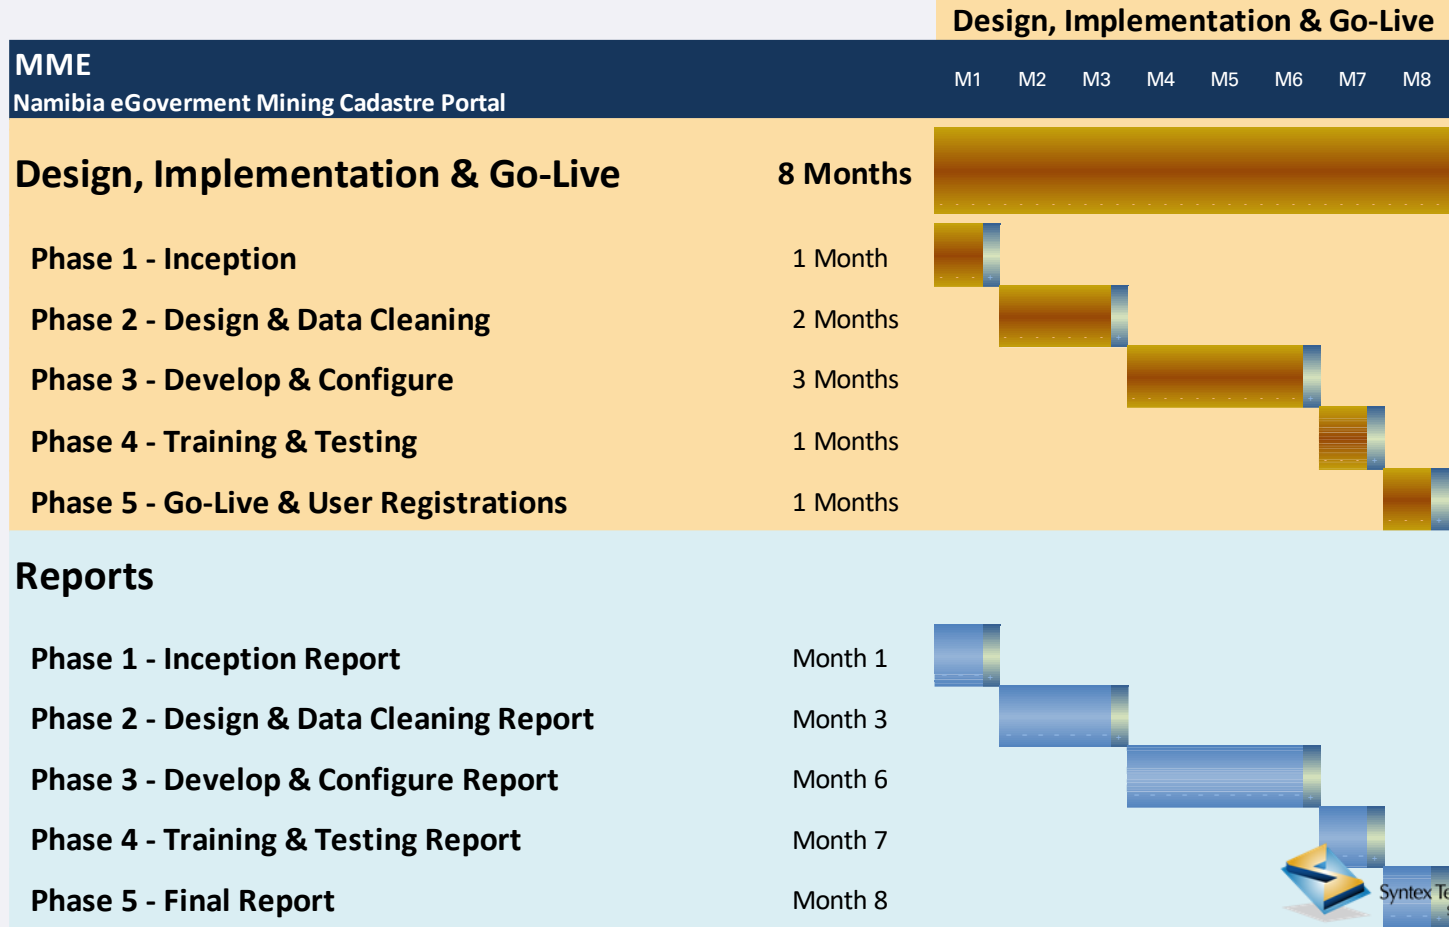 Design, Implementation & Go-Live
MME
Namibia eGoverment Mining Cadastre Portal
M1 M2 M3 M4 M5 M6 M7 M8
Design, Implementation & Go-Live 8 Months
Phase 1 - Inception 1 Month
Phase 2 - Design & Data Cleaning 2 Months
Phase 3 - Develop & Configure 3 Months
Phase 4 - Training & Testing 1 Months
Phase 5 - Go-Live & User Registrations 1 Months
Reports
Phase 1 - Inception Report Month 1
Phase 2 - Design & Data Cleaning Report Month 3
Phase 3 - Develop & Configure Report Month 6
Phase 4 - Training & Testing Report Month 7
Phase 5 - Final Report Month 8
Syntex Te